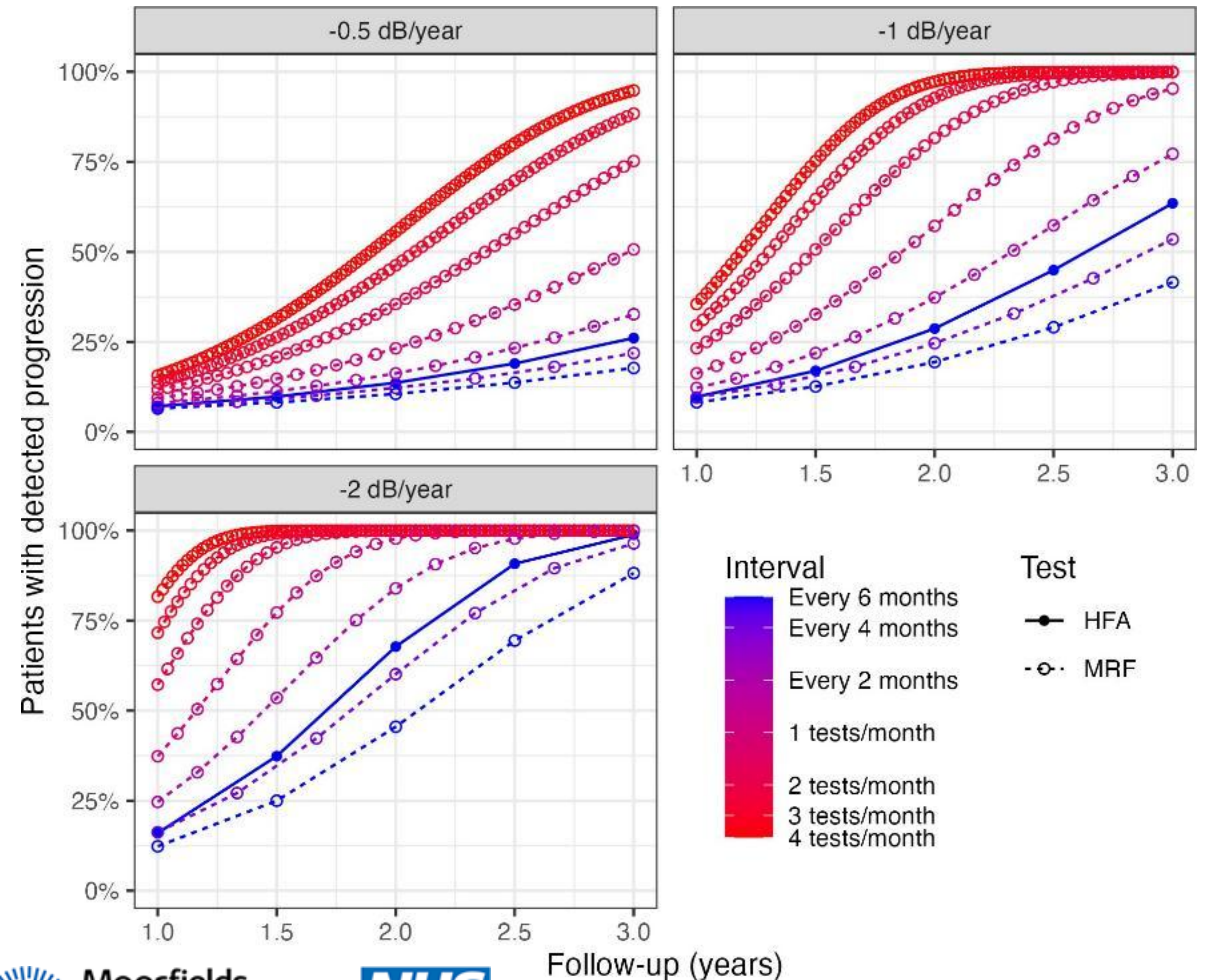 -0.5 dB/year
-1 dB/year
100%
75%
50%
25%
0%
1.0 1.5 2.0 2.5 3.0
-2 dB/year
100%
75%
50%
25%
0%
1.0 1.5 2.0 2.5 3.0
Patients with detected progression
Follow-up (years)
Interval
Every 6 months
Every 4 months
Every 2 months
1 tests/month
2 tests/month
3 tests/month
4 tests/month
Test
HFA
MRF